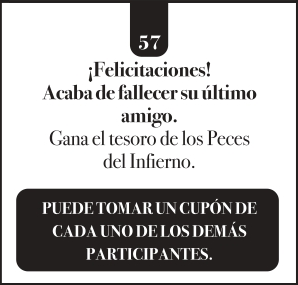 57
¡Felicitaciones!
Acaba de fallecer su último
amigo.
Gana el tesoro de los Peces
del Infierno.
PUEDE TOMAR UN CUPÓN DE
CADA UNO DE LOS DEMÁS
PARTICIPANTES.